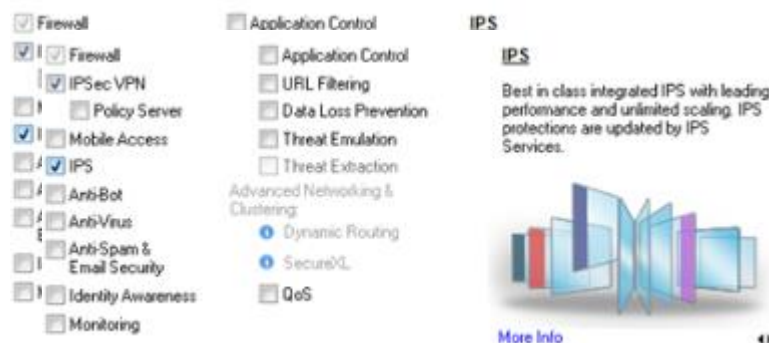 Firewall
Firewall
IPSec VPN
Policy Server
Mobile Access
IPS
Anti-Bot
Anti-Virus
Anti-Spam &
Email Security
Identity Awareness
Monitoring
Application Control
Application Control
URL Filtering
Data Loss Prevention
Threat Emulation
Threat Extraction
Advanced Networking &
Clustering:
Dynamic Routing
SecureXL
QoS
IPS
IPS
Best in class integrated IPS with leading
performance and unlimited scaling. IPS
protections are updated by IPS
Services.
More Info